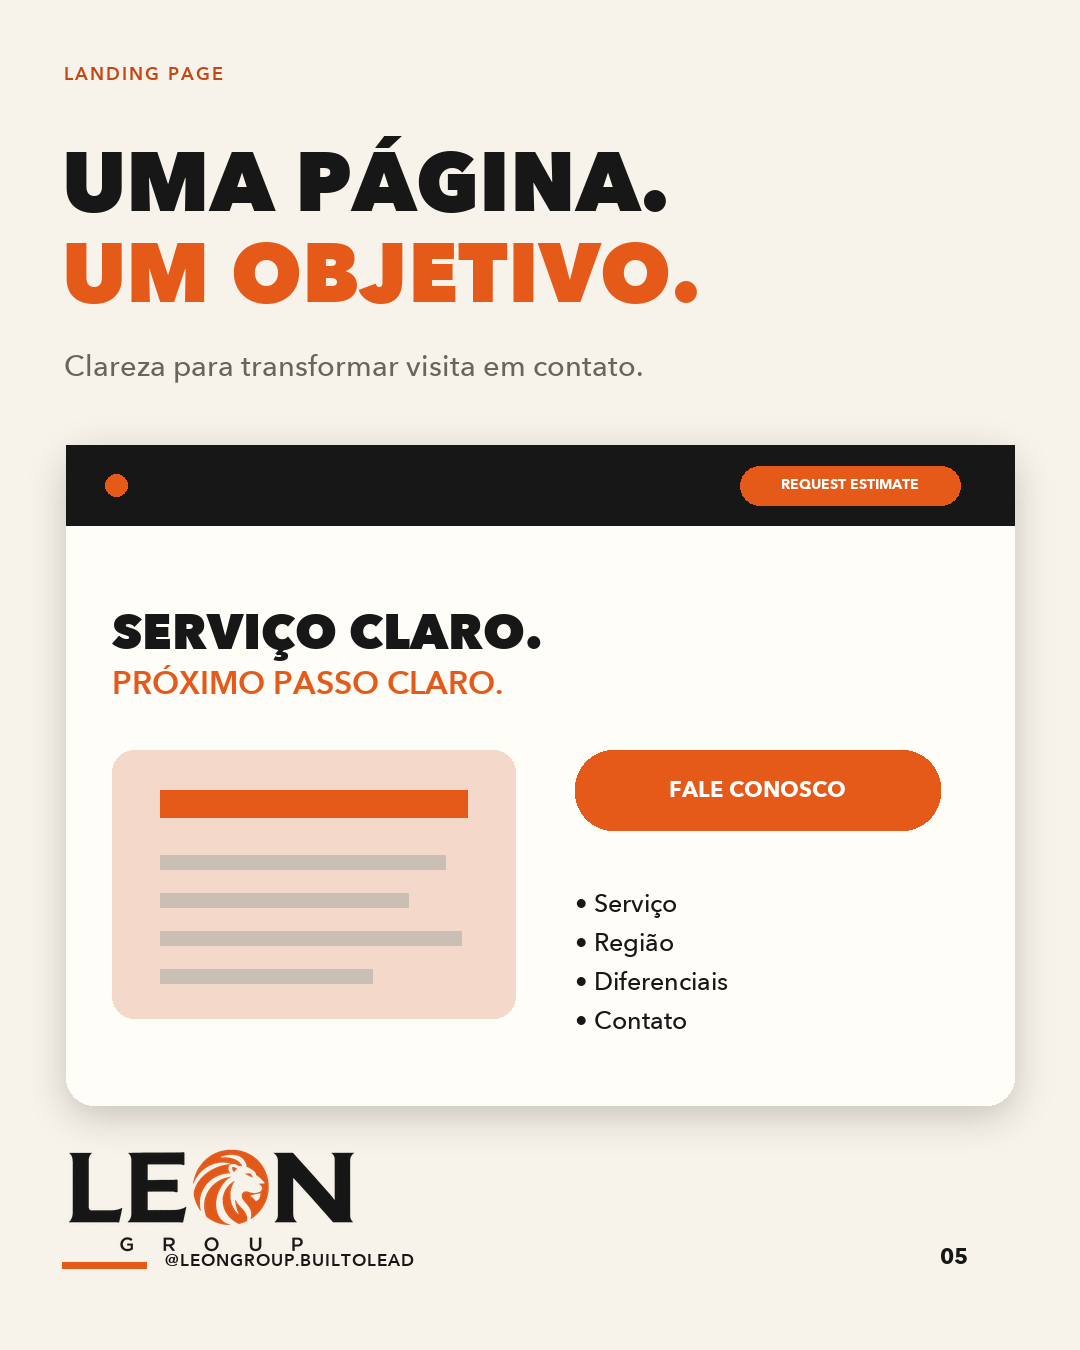 LANDING PAGE
UMA PÁGINA.
UM OBJETIVO.
Clareza para transformar visita em contato.
REQUEST ESTIMATE
SERVIÇO CLARO.
PRÓXIMO PASSO CLARO.
FALE CONOSCO
• Serviço
• Região
• Diferenciais
• Contato
LEON
GROUP
@LEONGROUP.BUILTOLEAD
05